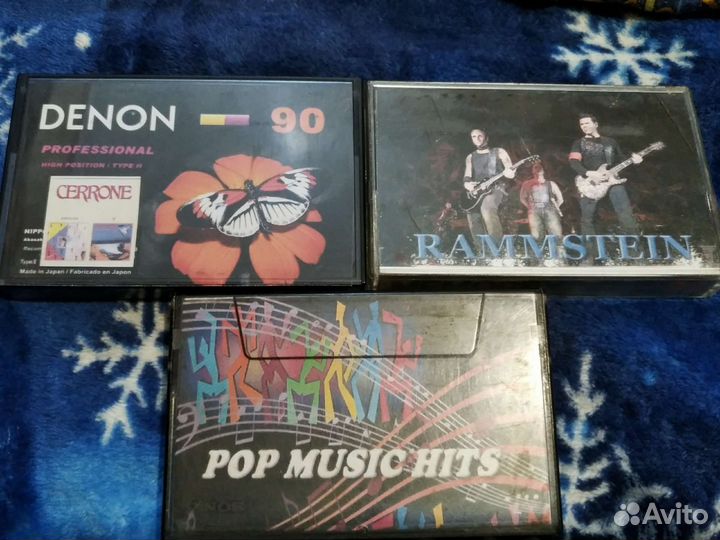 DENON 90
PROFESSIONAL
HIGH POSITION / TYPE II
CERRONE
Made in Japan / Fabricado en Japon
RAMMSTEIN
POP MUSIC HITS
Avito